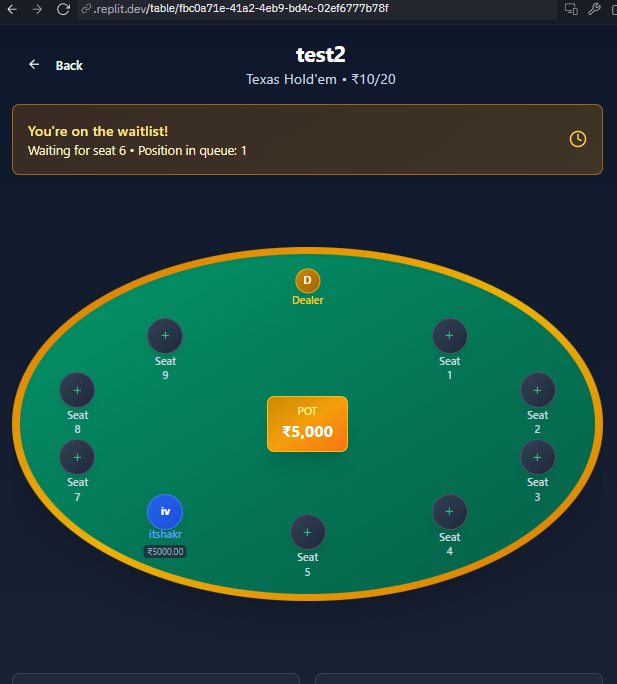 .replit.dev/table/fbc0a71e-41a2-4eb9-bd4c-02ef6777b78f
Back
test2
Texas Hold'em • ₹10/20
You're on the waitlist!
Waiting for seat 6 • Position in queue: 1
D
Dealer
+
Seat
9
+
Seat
1
+
Seat
8
+
Seat
2
POT
₹5,000
+
Seat
7
+
Seat
3
iv
itshakr
₹5000.00
+
Seat
5
+
Seat
4